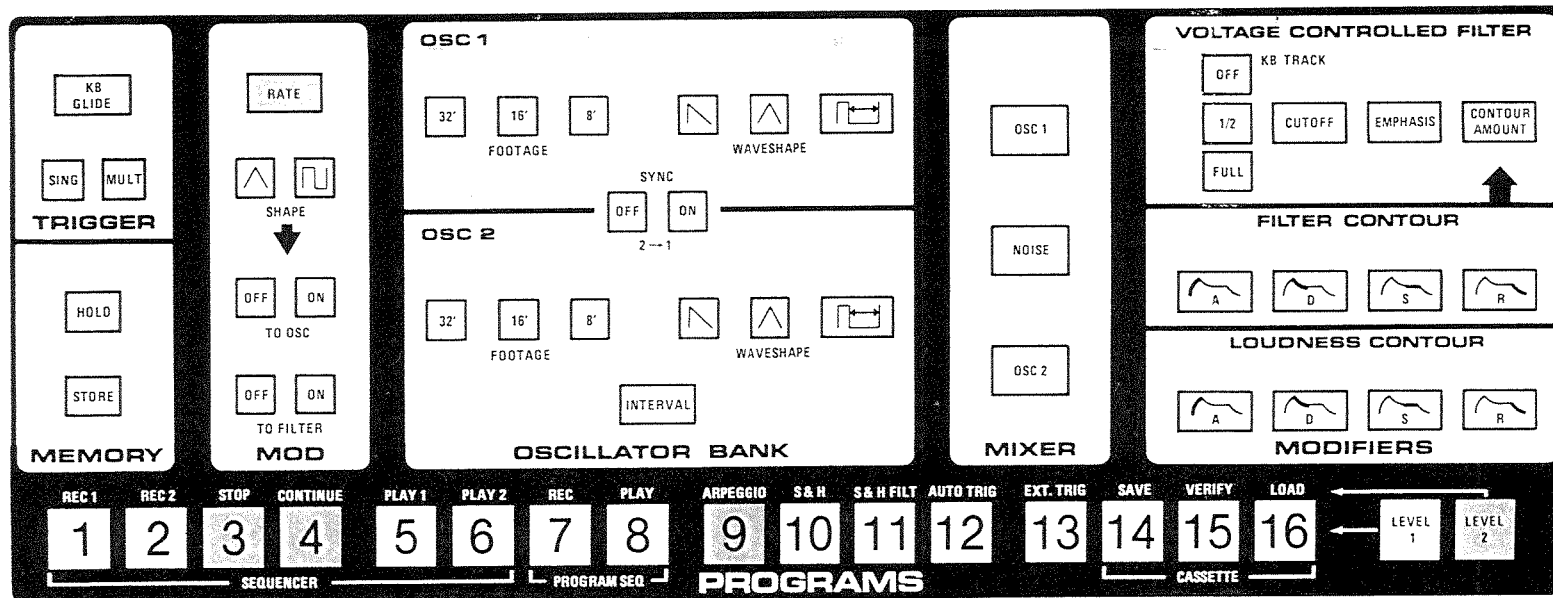 KB
GLIDE
SING MULT
TRIGGER
HOLD
STORE
MEMORY
RATE
SHAPE
OFF ON
TO OSC
OFF ON
TO FILTER
MOD
OSC 1
32' 16' 8'
FOOTAGE
WAVESHAPE
SYNC
OFF ON
2→1
OSC 2
32' 16' 8'
FOOTAGE
WAVESHAPE
INTERVAL
OSCILLATOR BANK
OSC 1
NOISE
OSC 2
MIXER
VOLTAGE CONTROLLED FILTER
KB TRACK
OFF
1/2
FULL
CUTOFF
EMPHASIS
CONTOUR
AMOUNT
FILTER CONTOUR
A D S R
LOUDNESS CONTOUR
A D S R
MODIFIERS
REC 1 REC 2 STOP CONTINUE PLAY 1 PLAY 2 REC PLAY ARPEGGIO S & H S & H FILT AUTO TRIG EXT. TRIG SAVE VERIFY LOAD
1 2 3 4 5 6 7 8 9 10 11 12 13 14 15 16
LEVEL
1
LEVEL
2
SEQUENCER PROGRAM SEQ PROGRAMS CASSETTE